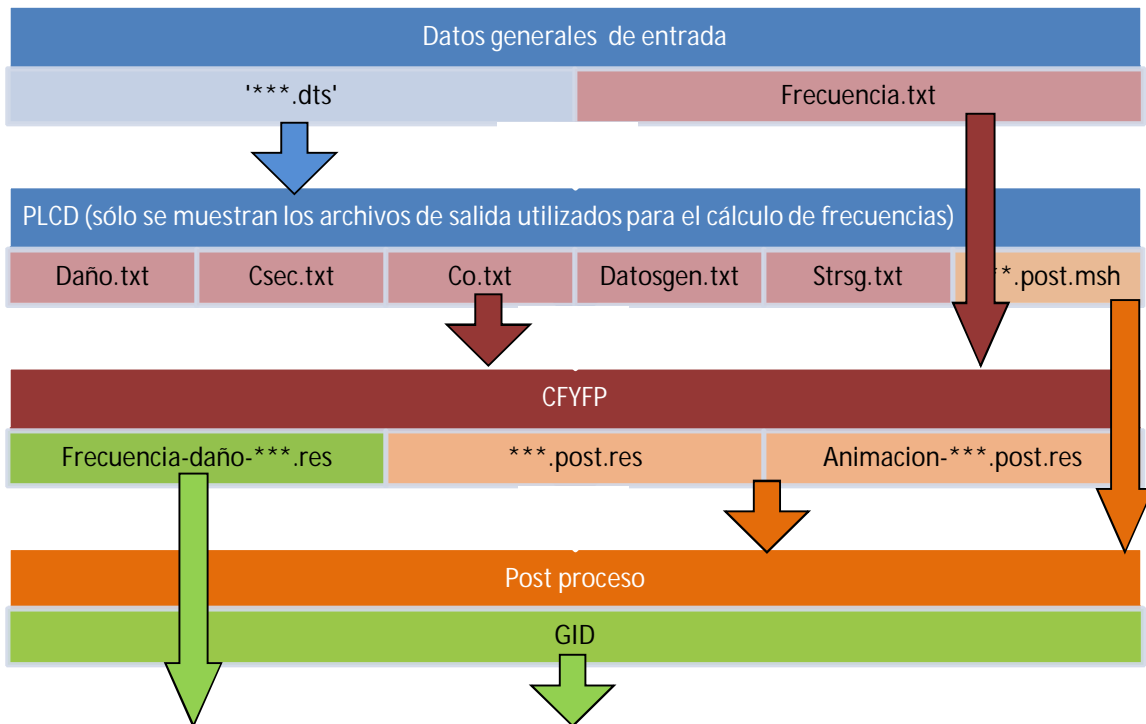 Datos generales de entrada
'***.dts'
Frecuencia.txt
PLCD (sólo se muestran los archivos de salida utilizados para el cálculo de frecuencias)
Daño.txt
Csec.txt
Co.txt
Datosgen.txt
Strsg.txt
**.post.msh
CFYFP
Frecuencia-daño-***.res
***.post.res
Animacion-***.post.res
Post proceso
GID